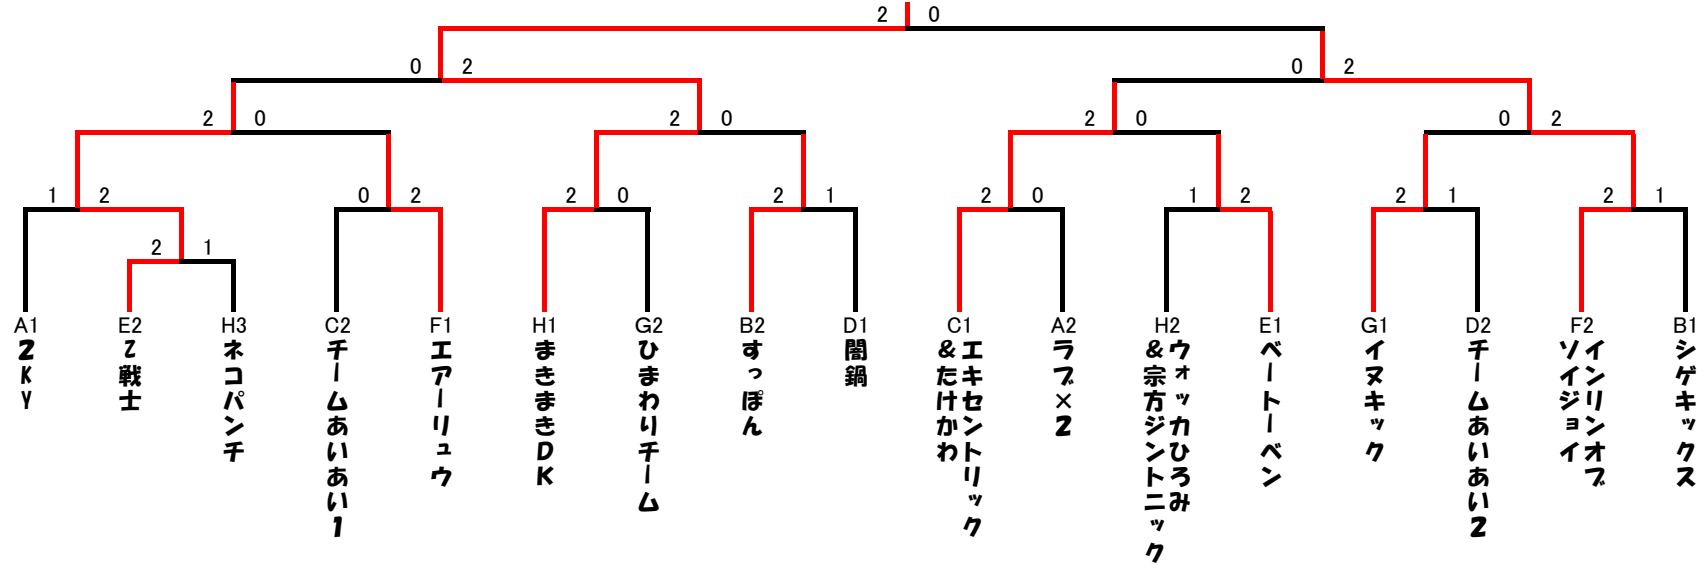 2 0
0 2 0 2
2 0 2 0 2 0 0 2
1 2 0 2 2 0 2 1 2 0 1 2 2 1 2 1
2 1
A1 E2 H3 C2 F1 H1 G2 B2 D1 C1 A2 H2 E1 G1 D2 F2 B1
2KY
Z戦士
ネコパンチ
チームあいあい1
エアーリュウ
まきまきDK
ひまわりチーム
すっぽん
闇鍋
エキセントリック
&たけかわ
ラブ×2
ウォッカひろみ
&宗方ジントニック
ベートーベン
イヌキック
チームあいあい2
インリンオブ
ソイジョイ
シゲキックス